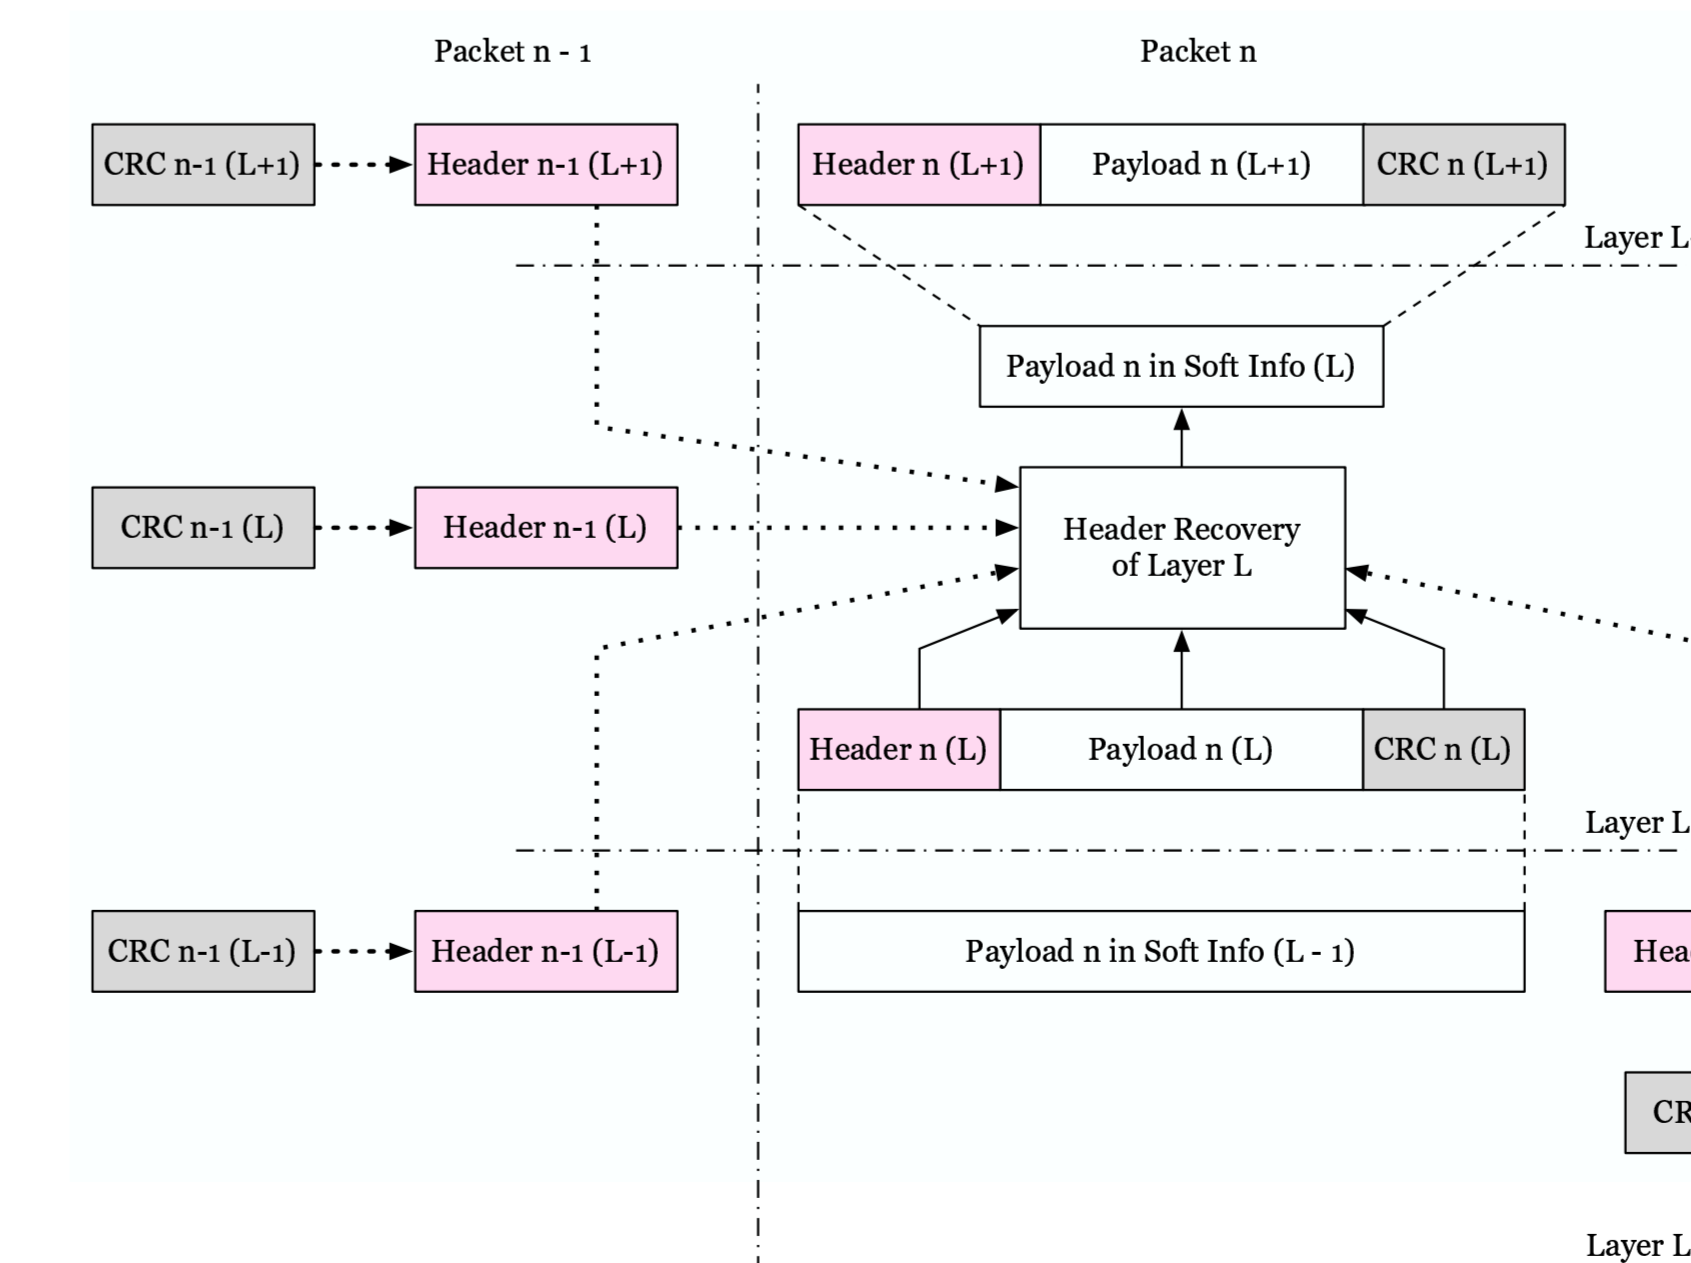 Packet n - 1
Packet n
CRC n-1 (L+1)
Header n-1 (L+1)
Header n (L+1)
Payload n (L+1)
CRC n (L+1)
Layer L
Payload n in Soft Info (L)
CRC n-1 (L)
Header n-1 (L)
Header Recovery
of Layer L
Header n (L)
Payload n (L)
CRC n (L)
Layer L
CRC n-1 (L-1)
Header n-1 (L-1)
Payload n in Soft Info (L - 1)
Layer L